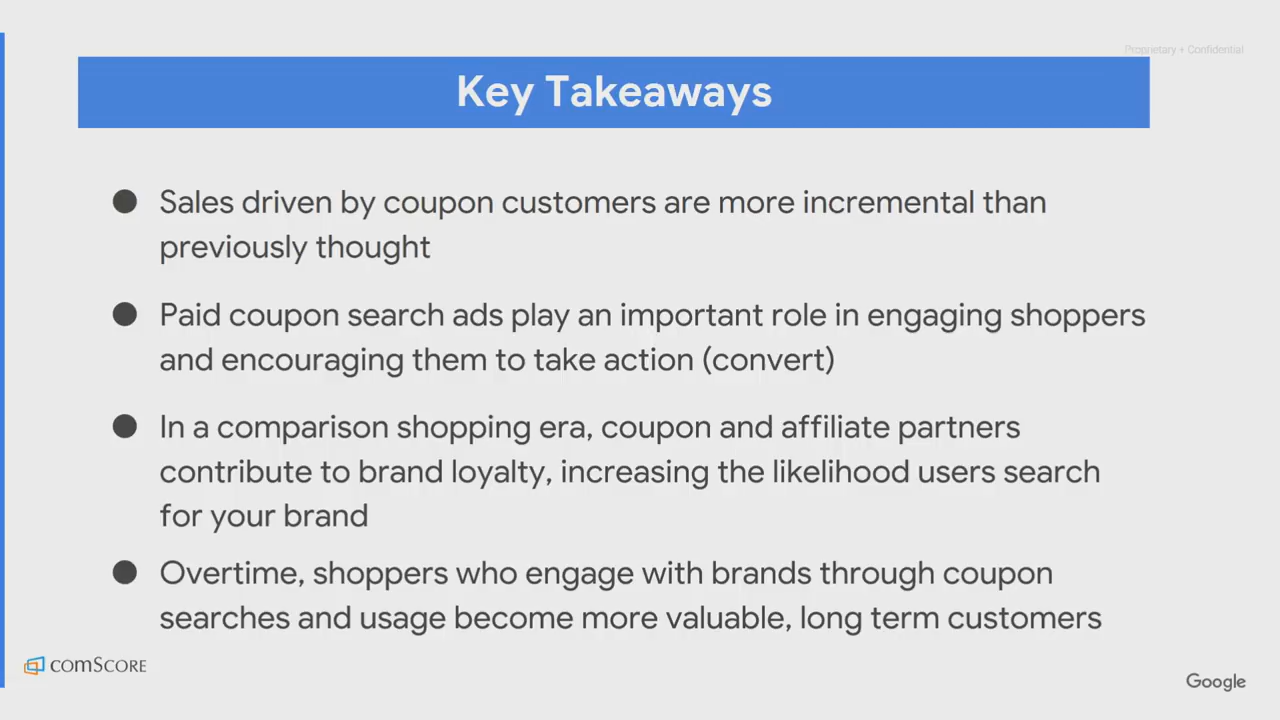 Proprietary + Confidential
Key Takeaways
● Sales driven by coupon customers are more incremental than
previously thought
● Paid coupon search ads play an important role in engaging shoppers
and encouraging them to take action (convert)
● In a comparison shopping era, coupon and affiliate partners
contribute to brand loyalty, increasing the likelihood users search
for your brand
● Overtime, shoppers who engage with brands through coupon
searches and usage become more valuable, long term customers
comScore
Google